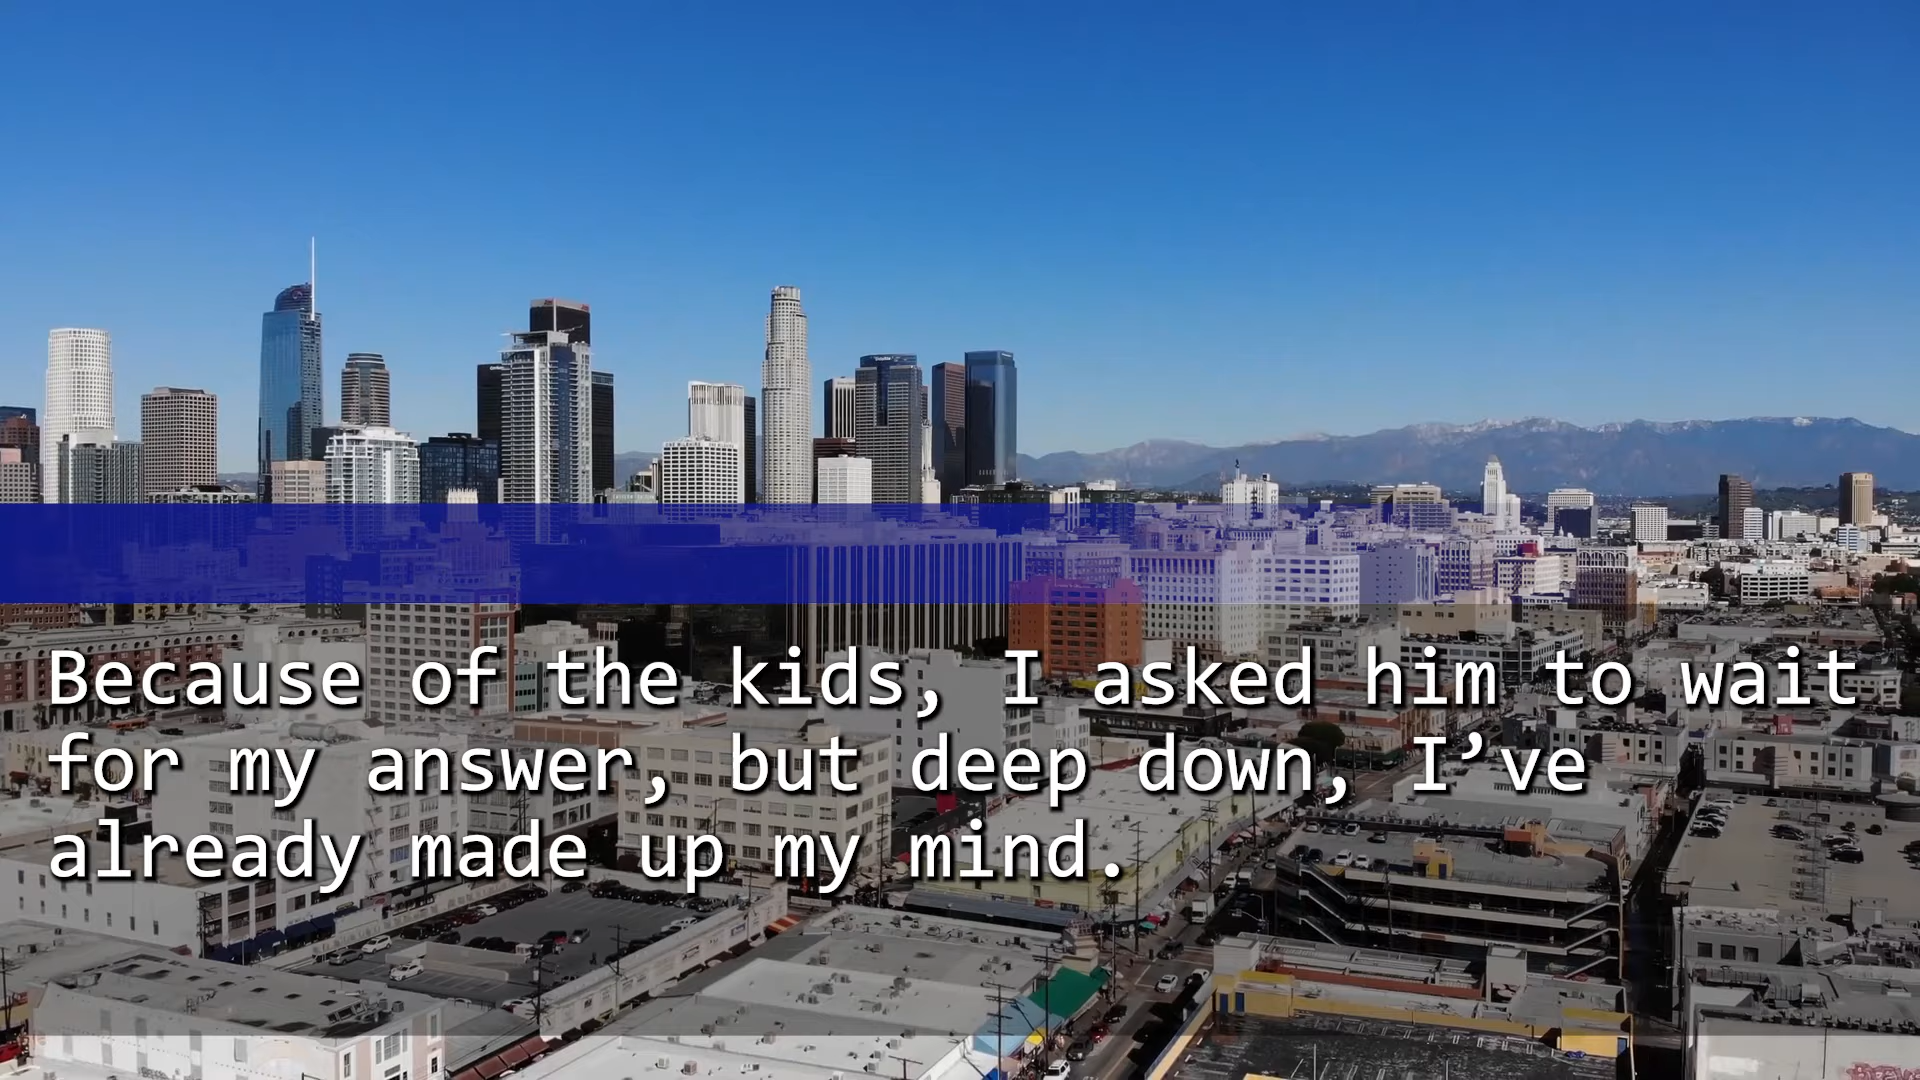 Because of the kids, I asked him to wait
for my answer, but deep down, I’ve
already made up my mind.